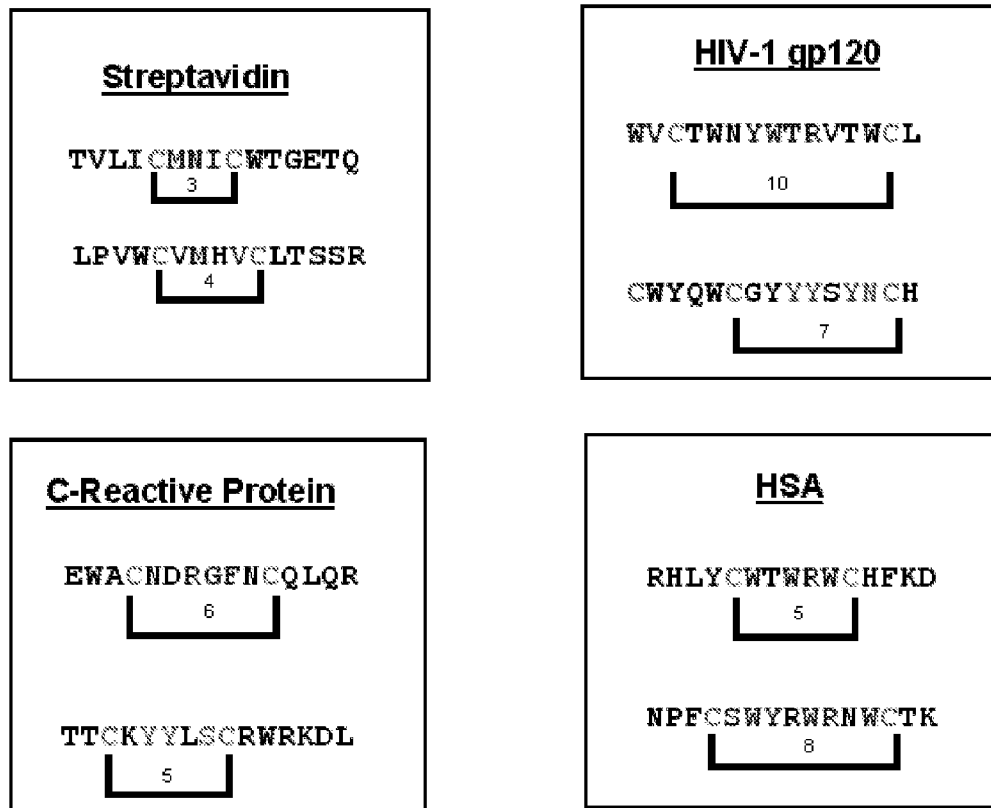 Streptavidin
TVLICMNICWTGETQ
3
LPVWCVMHVCLTSSR
4
HIV-1 gp120
WVCTWNYWTRVTWCL
10
CWYQWCGYYYSYNCH
7
C-Reactive Protein
EWACNDRGFNCQLQR
6
TTCKYYLSCRWRKDL
5
HSA
RHLYCWTWRWCHFKD
5
NPFCSWYRWRNWCTK
8